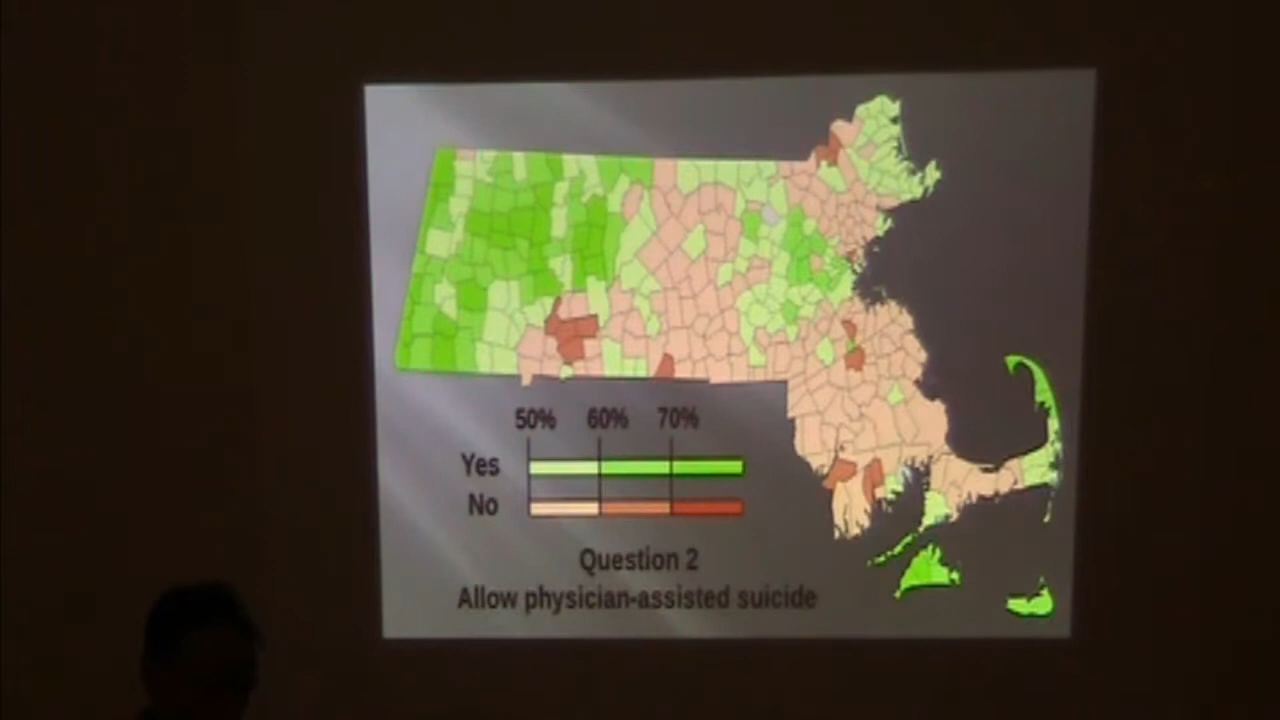 50% 60% 70%
Yes
No
Question 2
Allow physician-assisted suicide